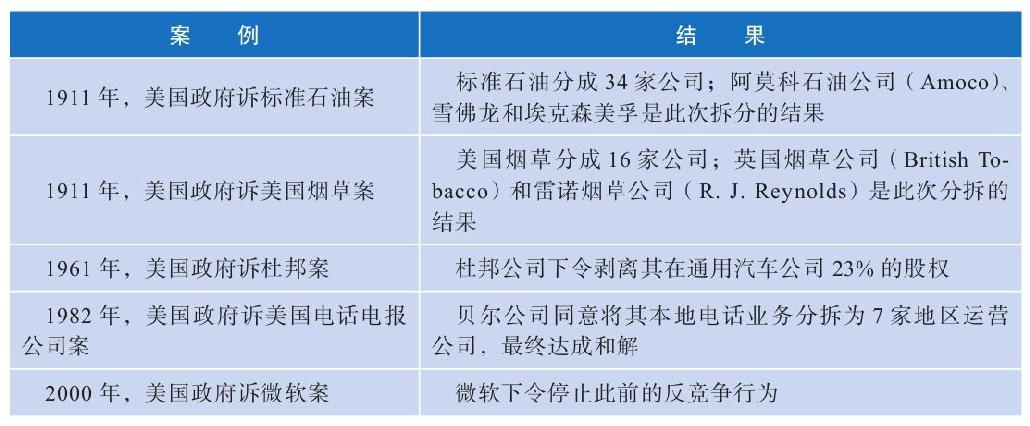 案 例
结 果
1911 年，美国政府诉标准石油案
标准石油分成 34 家公司；阿莫科石油公司（Amoco）、
雪佛龙和埃克森美孚是此次拆分的结果
1911 年，美国政府诉美国烟草案
美国烟草分成 16 家公司；英国烟草公司（British To-
bacco）和雷诺烟草公司（R. J. Reynolds）是此次分拆的
结果
1961 年，美国政府诉杜邦案
杜邦公司下令剥离其在通用汽车公司 23% 的股权
1982 年，美国政府诉美国电话电报
公司案
贝尔公司同意将其本地电话业务分拆为 7 家地区运营
公司，最终达成和解
2000 年，美国政府诉微软案
微软下令停止此前的反竞争行为